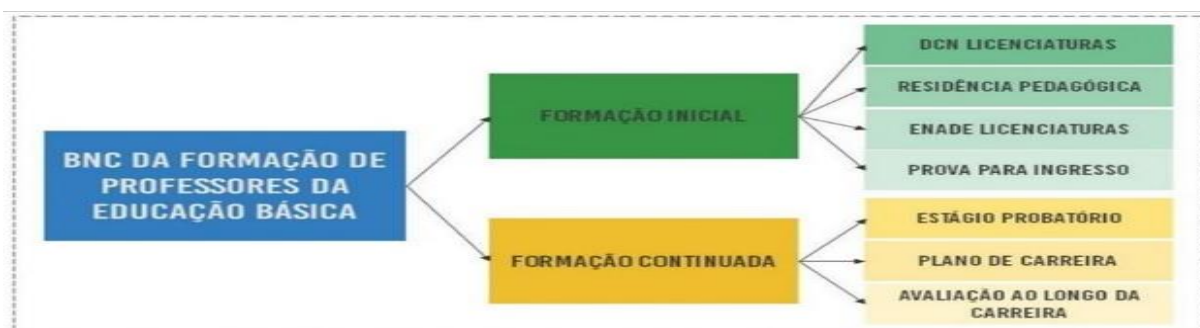 BNC DA FORMAÇÃO DE
PROFESSORES DA
EDUCAÇÃO BÁSICA
FORMAÇÃO INICIAL
DCN LICENCIATURAS
RESIDÊNCIA PEDAGÓGICA
ENADE LICENCIATURAS
PROVA PARA INGRESSO
FORMAÇÃO CONTINUADA
ESTÁGIO PROBATÓRIO
PLANO DE CARREIRA
AVALIAÇÃO AO LONGO DA
CARREIRA